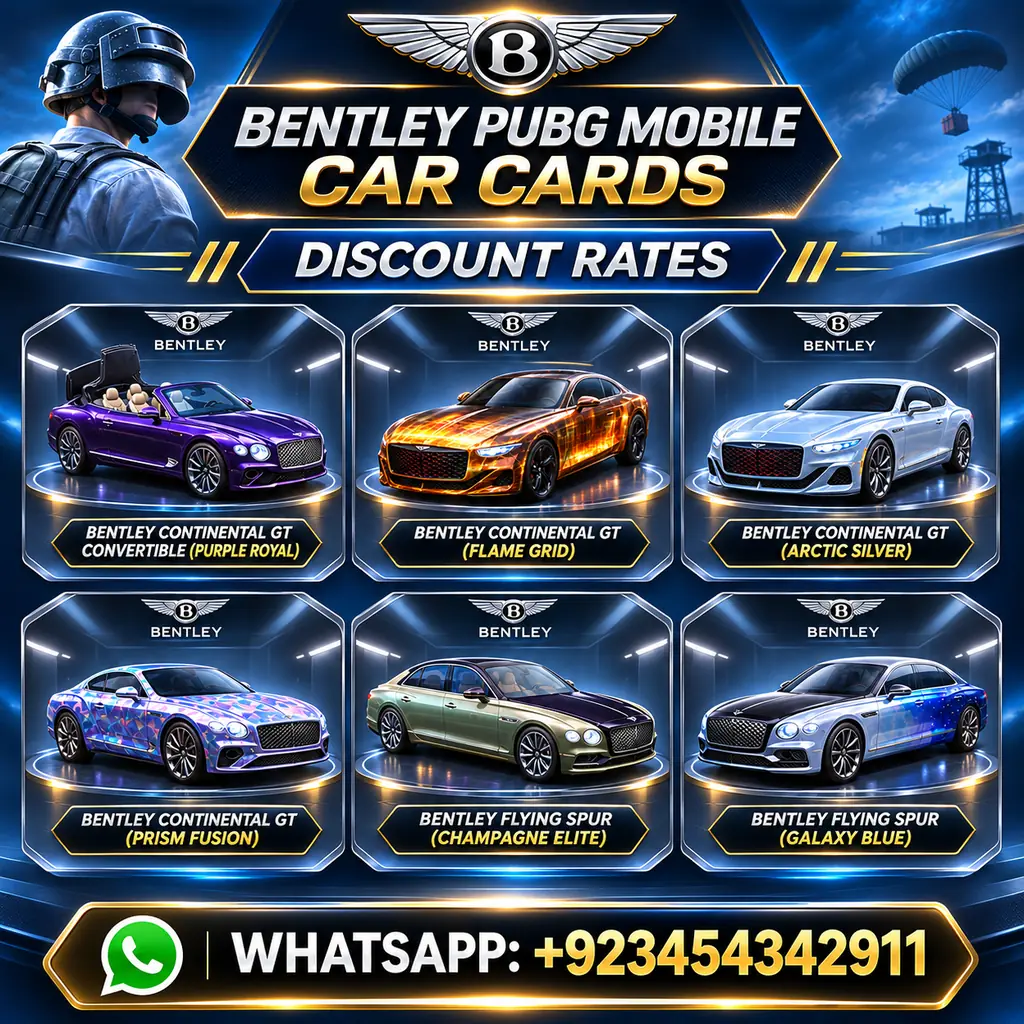 B
BENTLEY PUBG MOBILE
CAR CARDS
DISCOUNT RATES
B
BENTLEY
BENTLEY CONTINENTAL GT
CONVERTIBLE (PURPLE ROYAL)
B
BENTLEY
BENTLEY CONTINENTAL GT
(FLAME GRID)
B
BENTLEY
BENTLEY CONTINENTAL GT
(ARCTIC SILVER)
B
BENTLEY
BENTLEY CONTINENTAL GT
(PRISM FUSION)
B
BENTLEY
BENTLEY FLYING SPUR
(CHAMPAGNE ELITE)
B
BENTLEY
BENTLEY FLYING SPUR
(GALAXY BLUE)
WHATSAPP: +923454342911